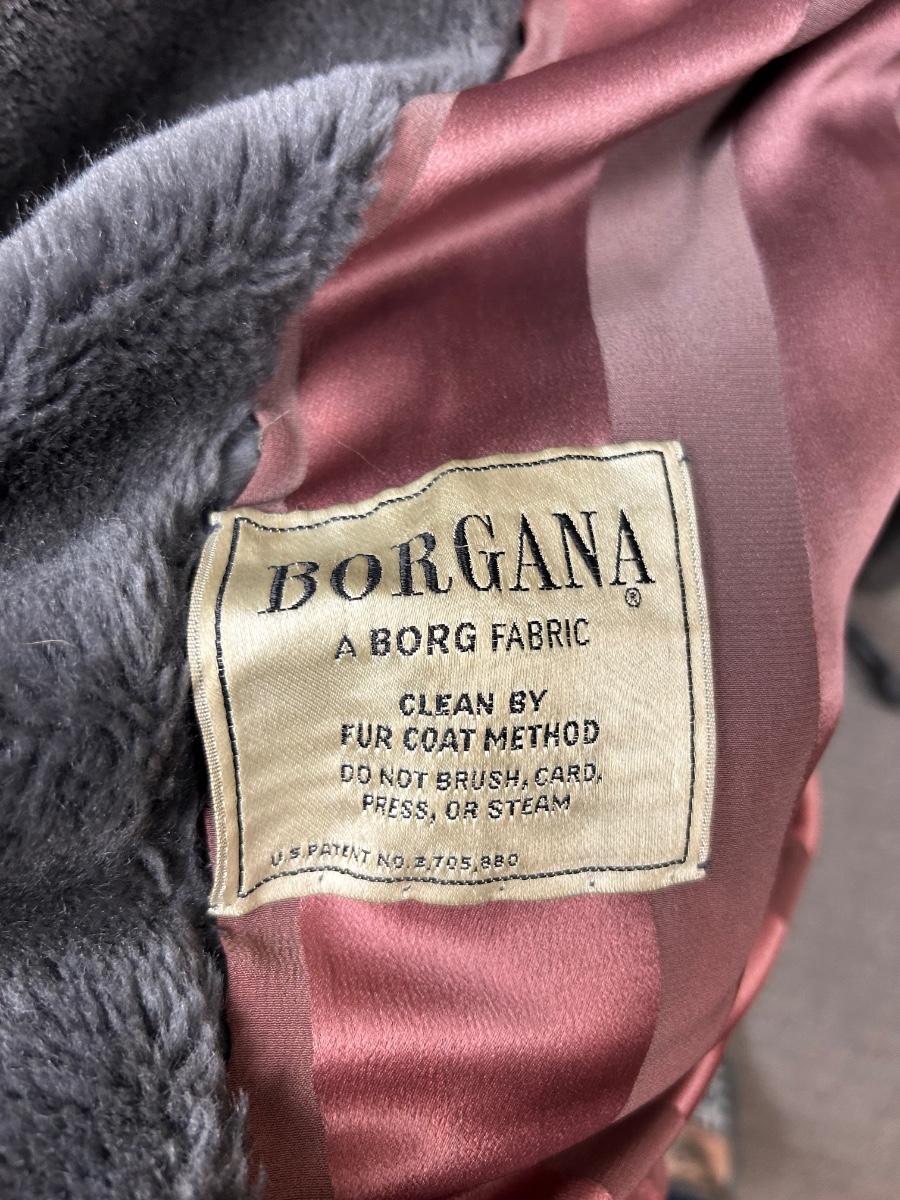 BORGANA®
A BORG FABRIC
CLEAN BY
FUR COAT METHOD
DO NOT BRUSH, CARD,
PRESS, OR STEAM
U.S. PATENT NO. 2,705,880